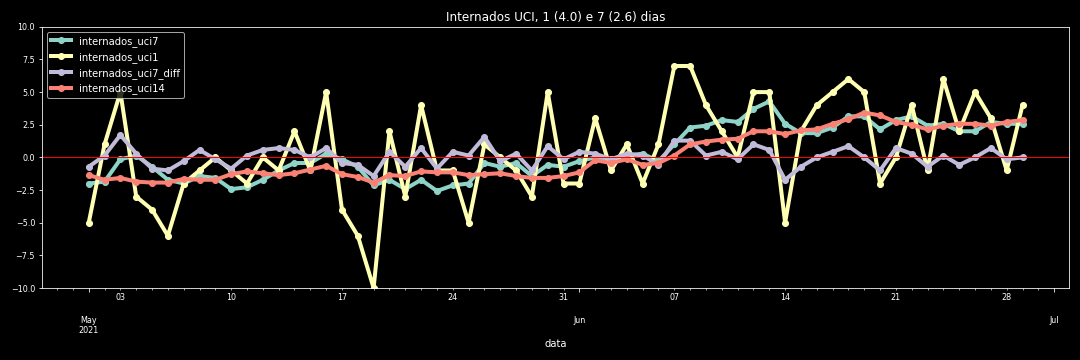 Internados UCI, 1 (4.0) e 7 (2.6) dias
internados_uci7
internados_uci1
internados_uci7_diff
internados_uci14
10.0
7.5
5.0
2.5
0.0
−2.5
−5.0
−7.5
−10.0
03 10 17 24 31 07 14 21 28
May Jun Jul
2021
data